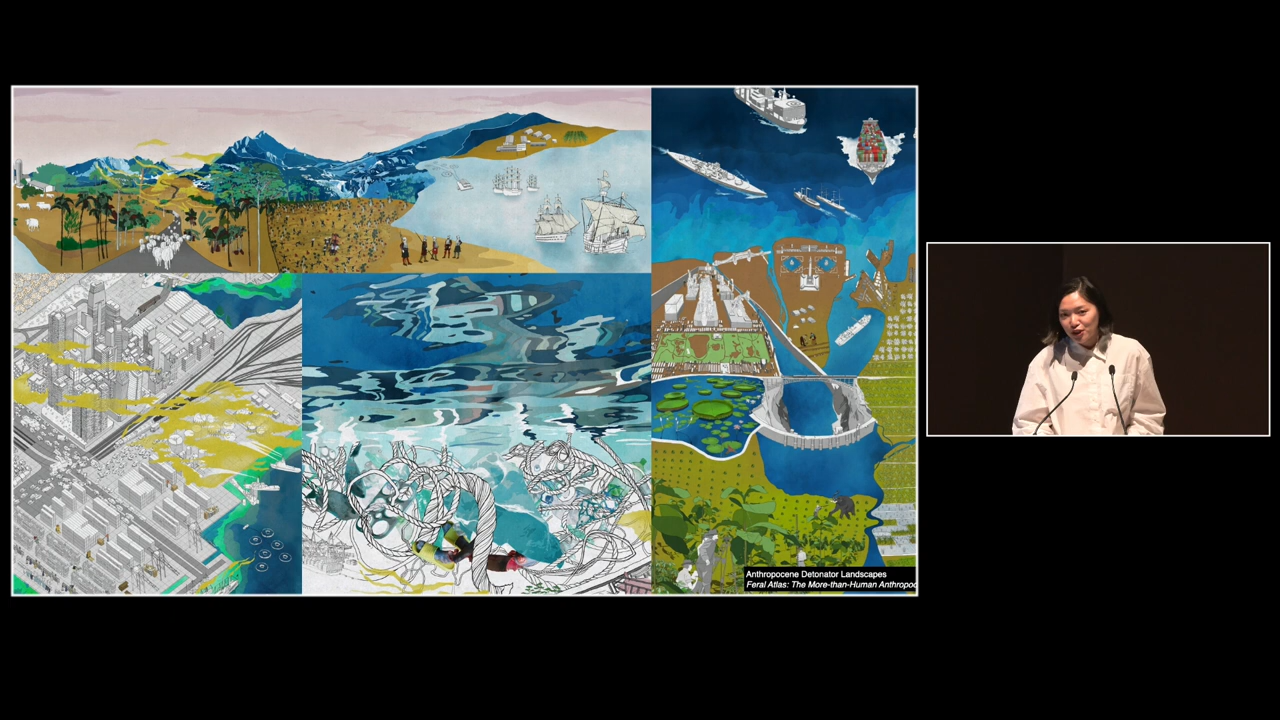 Anthropocene Detonator Landscapes
Feral Atlas: The More-than-Human Anthropoc